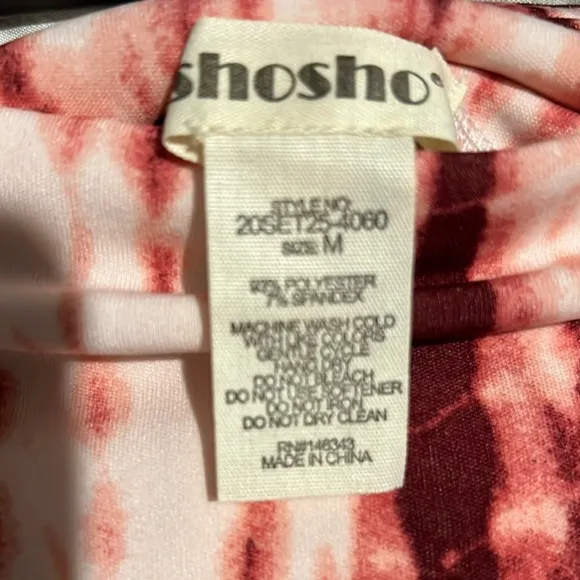 shosho®
STYLE NO:
20SET25-4060
SIZE: M
93% POLYESTER
7% SPANDEX
MACHINE WASH COLD
WITH LIKE COLORS
GENTLE CYCLE
HANG DRY
DO NOT BLEACH
DO NOT USE SOFTENER
DO NOT IRON
DO NOT DRY CLEAN
RN#146343
MADE IN CHINA